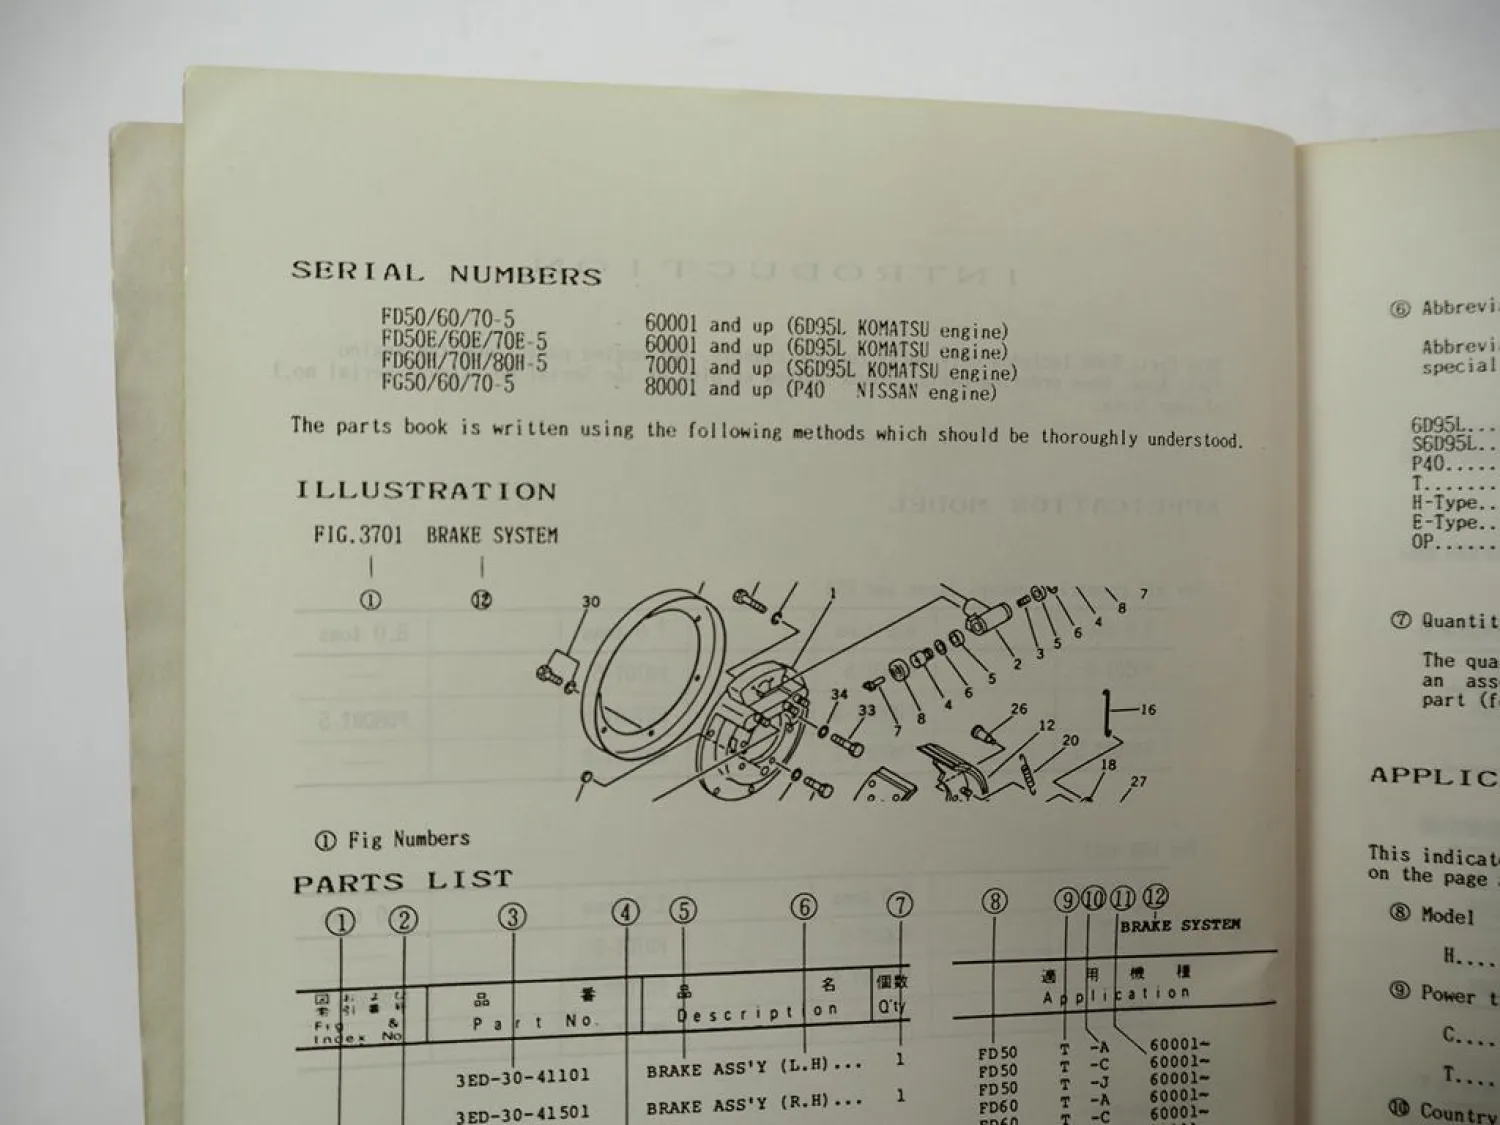 SERIAL NUMBERS
FD50/60/70-5 60001 and up (6D95L KOMATSU engine)
FD50E/60E/70E-5 60001 and up (6D95L KOMATSU engine)
FD60H/70H/80H-5 70001 and up (S6D95L KOMATSU engine)
FG50/60/70-5 80001 and up (P40 NISSAN engine)
The parts book is written using the following methods which should be thoroughly understood.
ILLUSTRATION
FIG.3701 BRAKE SYSTEM
① ⑫
30 1 7
8
4
6
5
3
2
5
6
4
8
7
34
33
26
12
20
16
18
27
① Fig Numbers
PARTS LIST
① ② ③ ④ ⑤ ⑥ ⑦ ⑧ ⑨ ⑩ ⑪ ⑫
BRAKE SYSTEM
品 番 品 名 個数 適 用 機 種
Fig & Index No Part No. Description Q'ty Application
3ED-30-41101 BRAKE ASS'Y (L.H)... 1 FD50 T -A 60001~
FD50 T -C 60001~
FD50 T -J 60001~
3ED-30-41501 BRAKE ASS'Y (R.H)... 1 FD60 T -A 60001~
FD60 T -C 60001~
⑥ Abbrevi
Abbrevi
special
6D95L...
S6D95L..
P40.....
T.......
H-Type..
E-Type..
OP......
⑦ Quantit
The qua
an ass
part (f
APPLIC
This indicat
on the page
⑧ Model
H....
⑨ Power t
C....
T....
⑩ Country